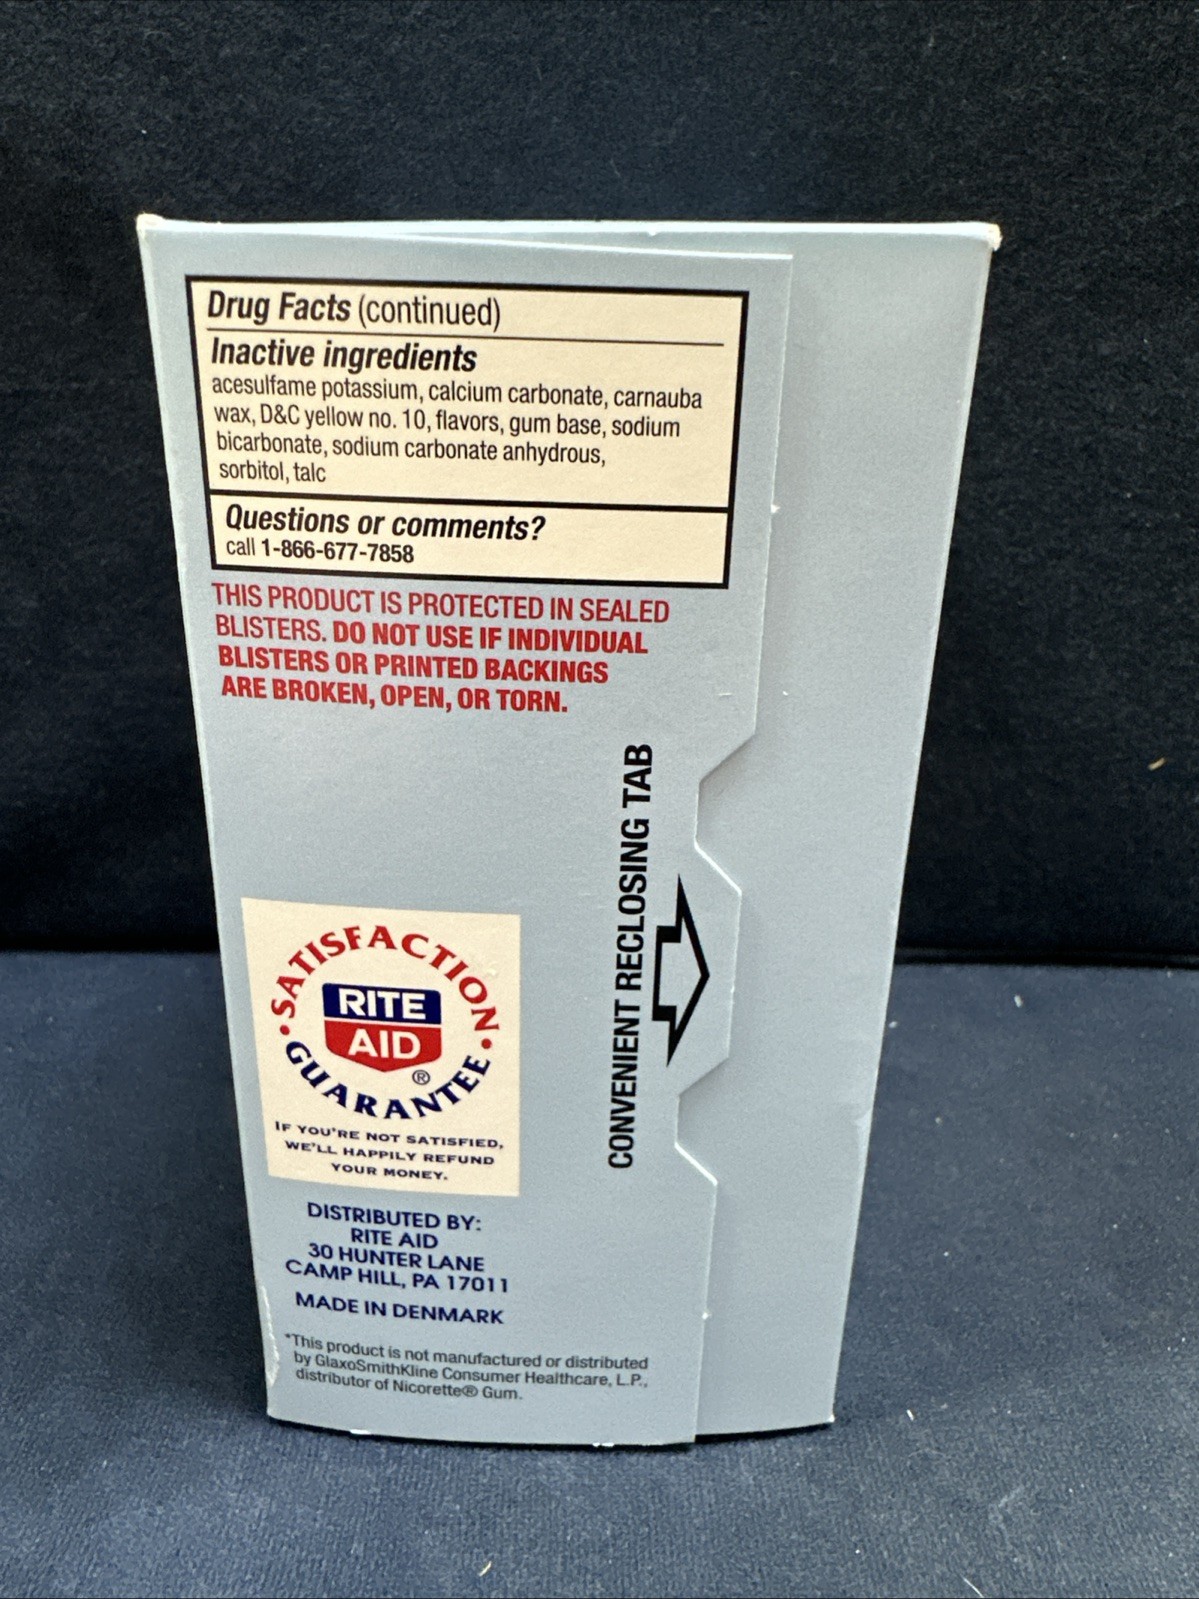 Drug Facts (continued)
Inactive ingredients
acesulfame potassium, calcium carbonate, carnauba
wax, D&C yellow no. 10, flavors, gum base, sodium
bicarbonate, sodium carbonate anhydrous,
sorbitol, talc
Questions or comments?
call 1-866-677-7858
THIS PRODUCT IS PROTECTED IN SEALED
BLISTERS. DO NOT USE IF INDIVIDUAL
BLISTERS OR PRINTED BACKINGS
ARE BROKEN, OPEN, OR TORN.
CONVENIENT RECLOSING TAB
• SATISFACTION •
RITE
AID
®
GUARANTEE
IF YOU'RE NOT SATISFIED,
WE'LL HAPPILY REFUND
YOUR MONEY.
DISTRIBUTED BY:
RITE AID
30 HUNTER LANE
CAMP HILL, PA 17011
MADE IN DENMARK
*This product is not manufactured or distributed
by GlaxoSmithKline Consumer Healthcare, L.P.,
distributor of Nicorette® Gum.